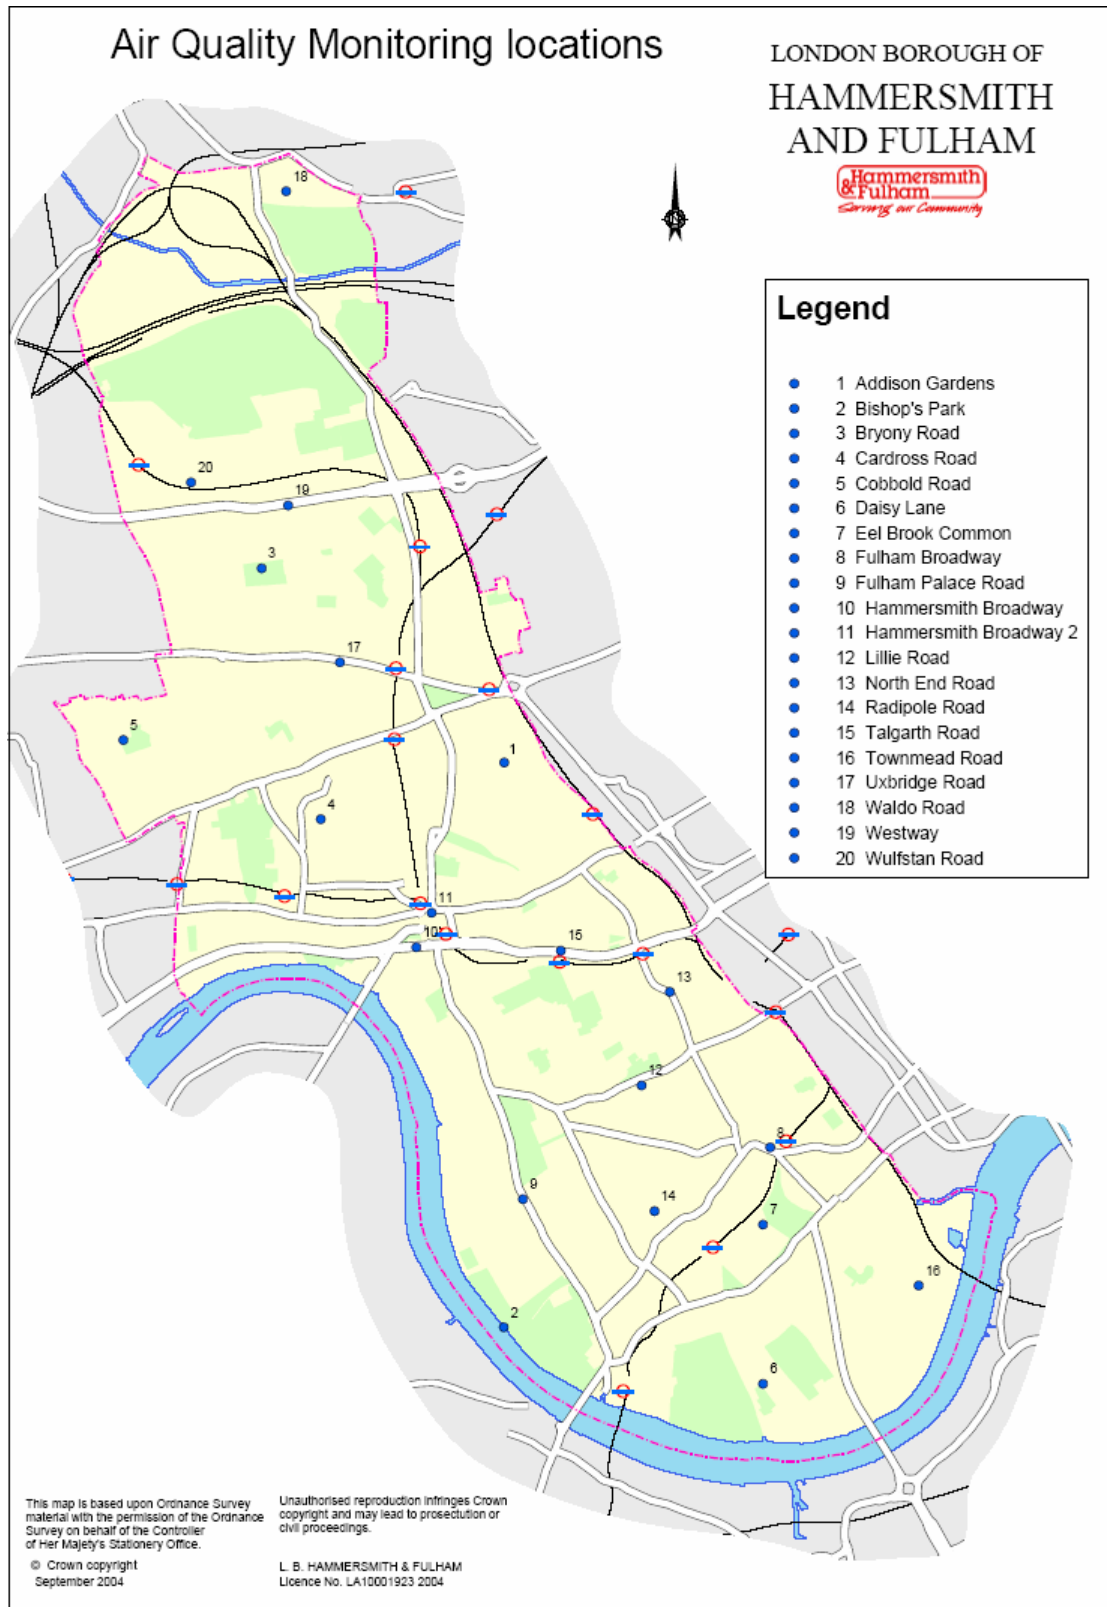 Air Quality Monitoring locations
LONDON BOROUGH OF
HAMMERSMITH
AND FULHAM
Hammersmith
&Fulham
Serving our Community
N
18
20
19
3
17
5
1
4
11
10
15
13
12
8
9
14
7
16
2
6
Legend
1 Addison Gardens
2 Bishop's Park
3 Bryony Road
4 Cardross Road
5 Cobbold Road
6 Daisy Lane
7 Eel Brook Common
8 Fulham Broadway
9 Fulham Palace Road
10 Hammersmith Broadway
11 Hammersmith Broadway 2
12 Lillie Road
13 North End Road
14 Radipole Road
15 Talgarth Road
16 Townmead Road
17 Uxbridge Road
18 Waldo Road
19 Westway
20 Wulfstan Road
This map is based upon Ordnance Survey
material with the permission of the Ordnance
Survey on behalf of the Controller
of Her Majesty's Stationery Office.
© Crown copyright
September 2004
Unauthorised reproduction infringes Crown
copyright and may lead to prosecution or
civil proceedings.
L. B. HAMMERSMITH & FULHAM
Licence No. LA10001923 2004